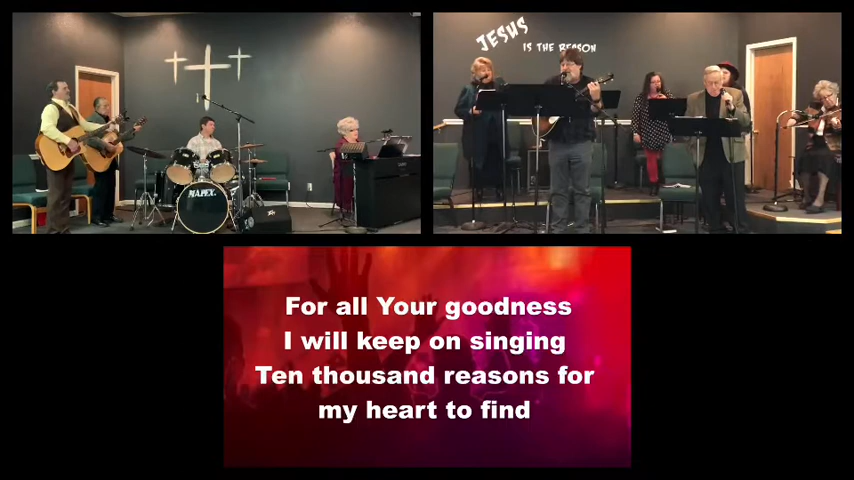 JESUS
IS THE REASON
MAPEX
For all Your goodness
I will keep on singing
Ten thousand reasons for
my heart to find